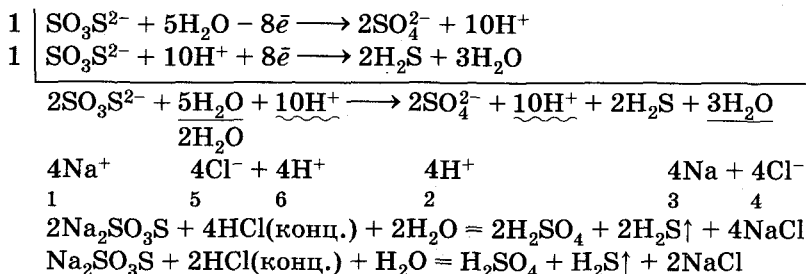 1 | SO₃S²⁻ + 5H₂O − 8ē ⟶ 2SO₄²⁻ + 10H⁺
1 | SO₃S²⁻ + 10H⁺ + 8ē ⟶ 2H₂S + 3H₂O
2SO₃S²⁻ + 5H₂O + 10H⁺ ⟶ 2SO₄²⁻ + 10H⁺ + 2H₂S + 3H₂O
2H₂O
4Na⁺ 4Cl⁻ + 4H⁺ 4H⁺ 4Na + 4Cl⁻
1 5 6 2 3 4
2Na₂SO₃S + 4HCl(конц.) + 2H₂O = 2H₂SO₄ + 2H₂S↑ + 4NaCl
Na₂SO₃S + 2HCl(конц.) + H₂O = H₂SO₄ + H₂S↑ + 2NaCl